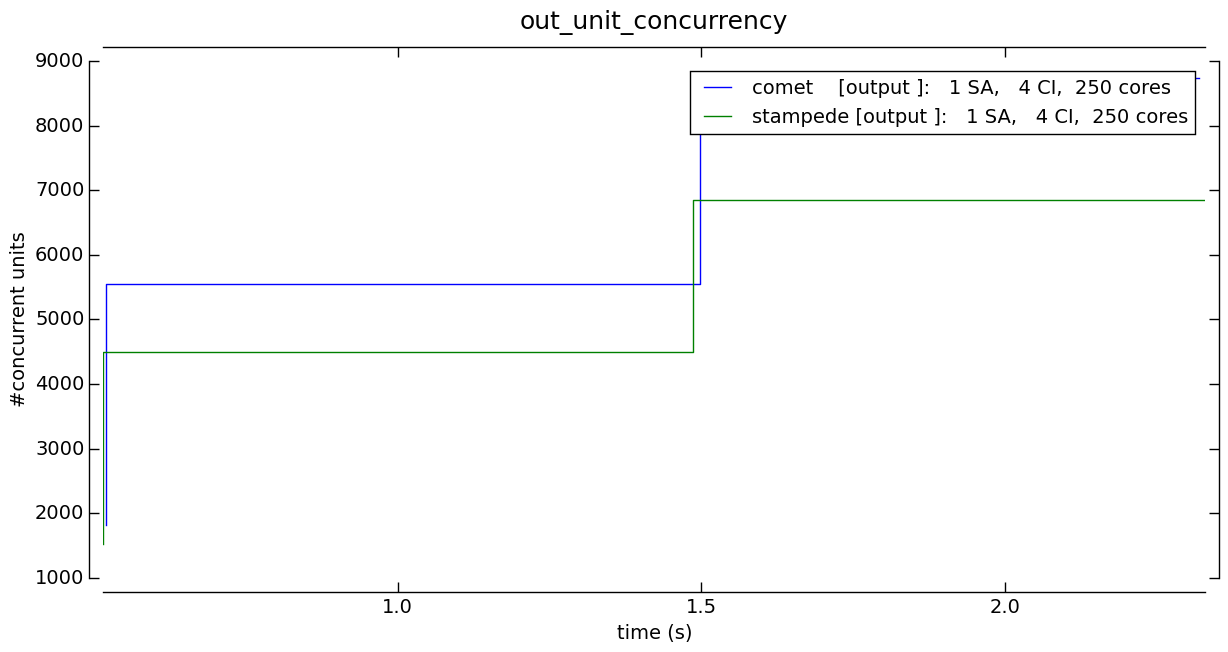 out_unit_concurrency
9000
8000
7000
6000
5000
4000
3000
2000
1000
#concurrent units
comet    [output ]:   1 SA,   4 CI,  250 cores
stampede [output ]:   1 SA,   4 CI,  250 cores
1.0 1.5 2.0
time (s)